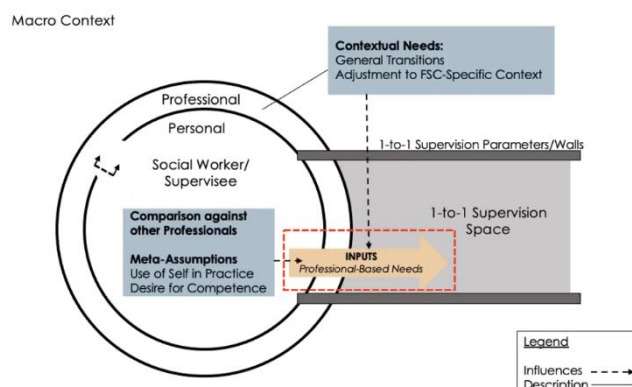 Macro Context
Contextual Needs:
General Transitions
Adjustment to FSC-Specific Context
Professional
Personal
Social Worker/
Supervisee
1-to-1 Supervision Parameters/Walls
1-to-1 Supervision
Space
Comparison against
other Professionals
Meta-Assumptions
Use of Self in Practice
Desire for Competence
INPUTS
Professional-Based Needs
Legend
Influences
Description